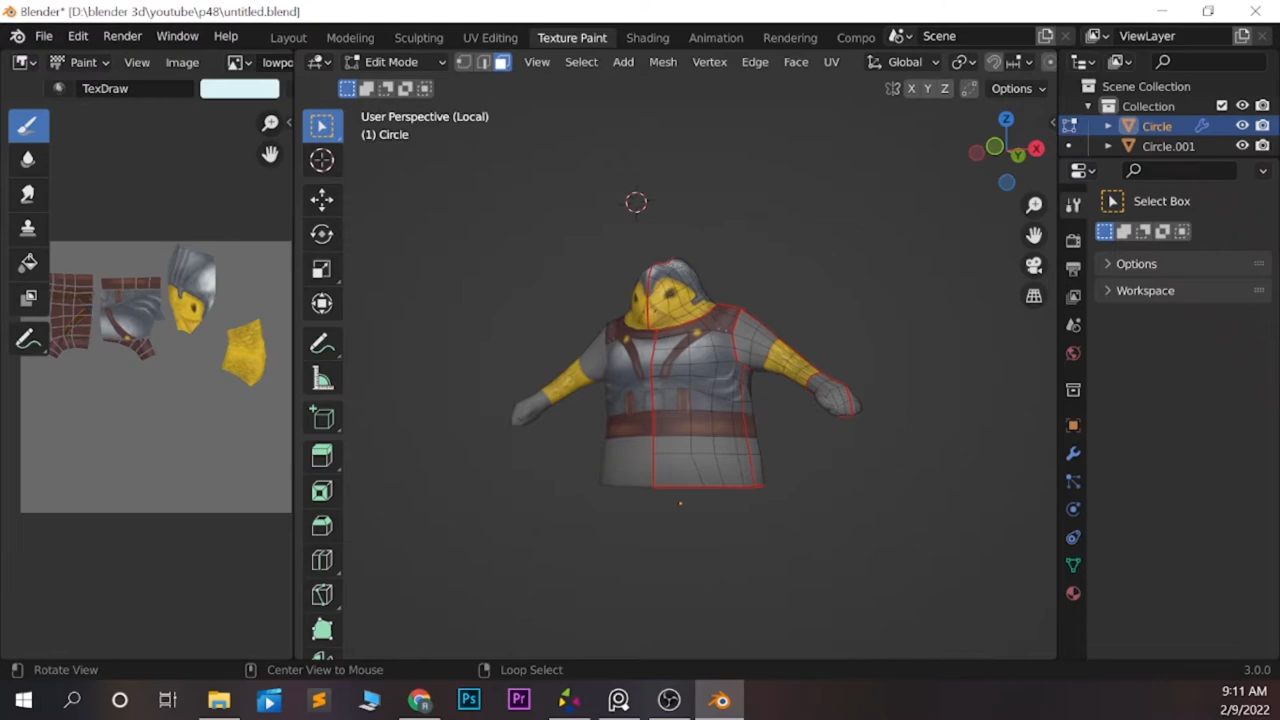 Blender* [D:\blender 3d\youtube\p48\untitled.blend]
File Edit Render Window Help Layout Modeling Sculpting UV Editing Texture Paint Shading Animation Rendering Compo Scene ViewLayer
Paint View Image lowpo Edit Mode View Select Add Mesh Vertex Edge Face UV Global
TexDraw X Y Z Options
Scene Collection
Collection
User Perspective (Local)
(1) Circle
Circle
Circle.001
Z
X
Y
Select Box
Options
Workspace
Rotate View Center View to Mouse Loop Select 3.0.0
Ps Pr
9:11 AM
2/9/2022